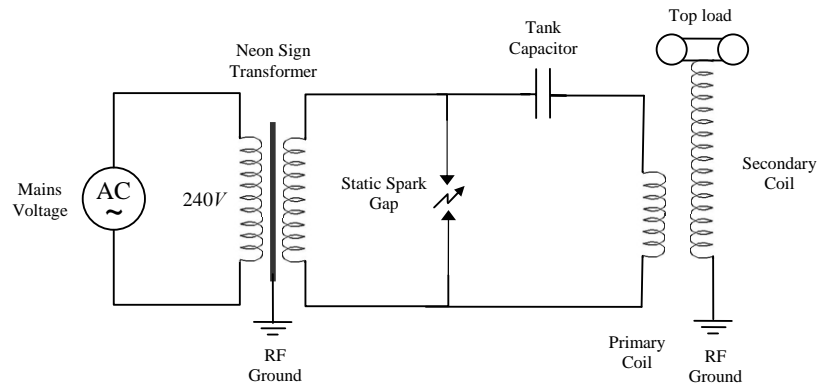 Top load
Tank
Capacitor
Neon Sign
Transformer
Mains
Voltage
AC
~
240V
Static Spark
Gap
Secondary
Coil
RF
Ground
Primary
Coil
RF
Ground